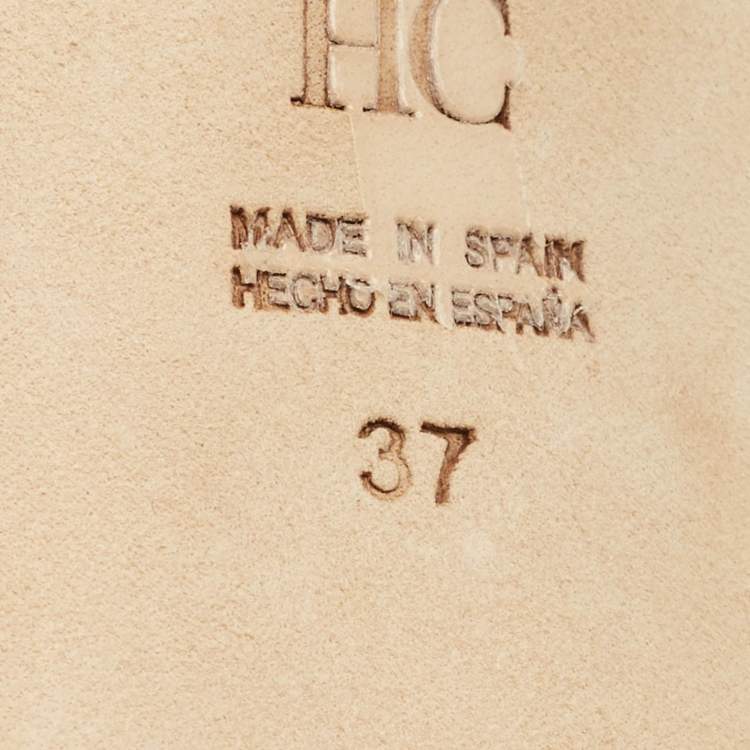 HC
MADE IN SPAIN
HECHO EN ESPAÑA
37